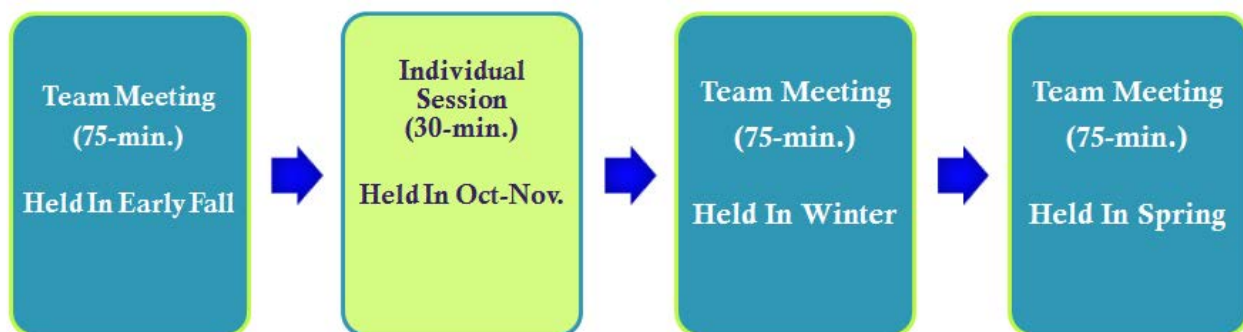 Team Meeting
(75-min.)
Held In Early Fall
Individual
Session
(30-min.)
Held In Oct-Nov.
Team Meeting
(75-min.)
Held In Winter
Team Meeting
(75-min.)
Held In Spring